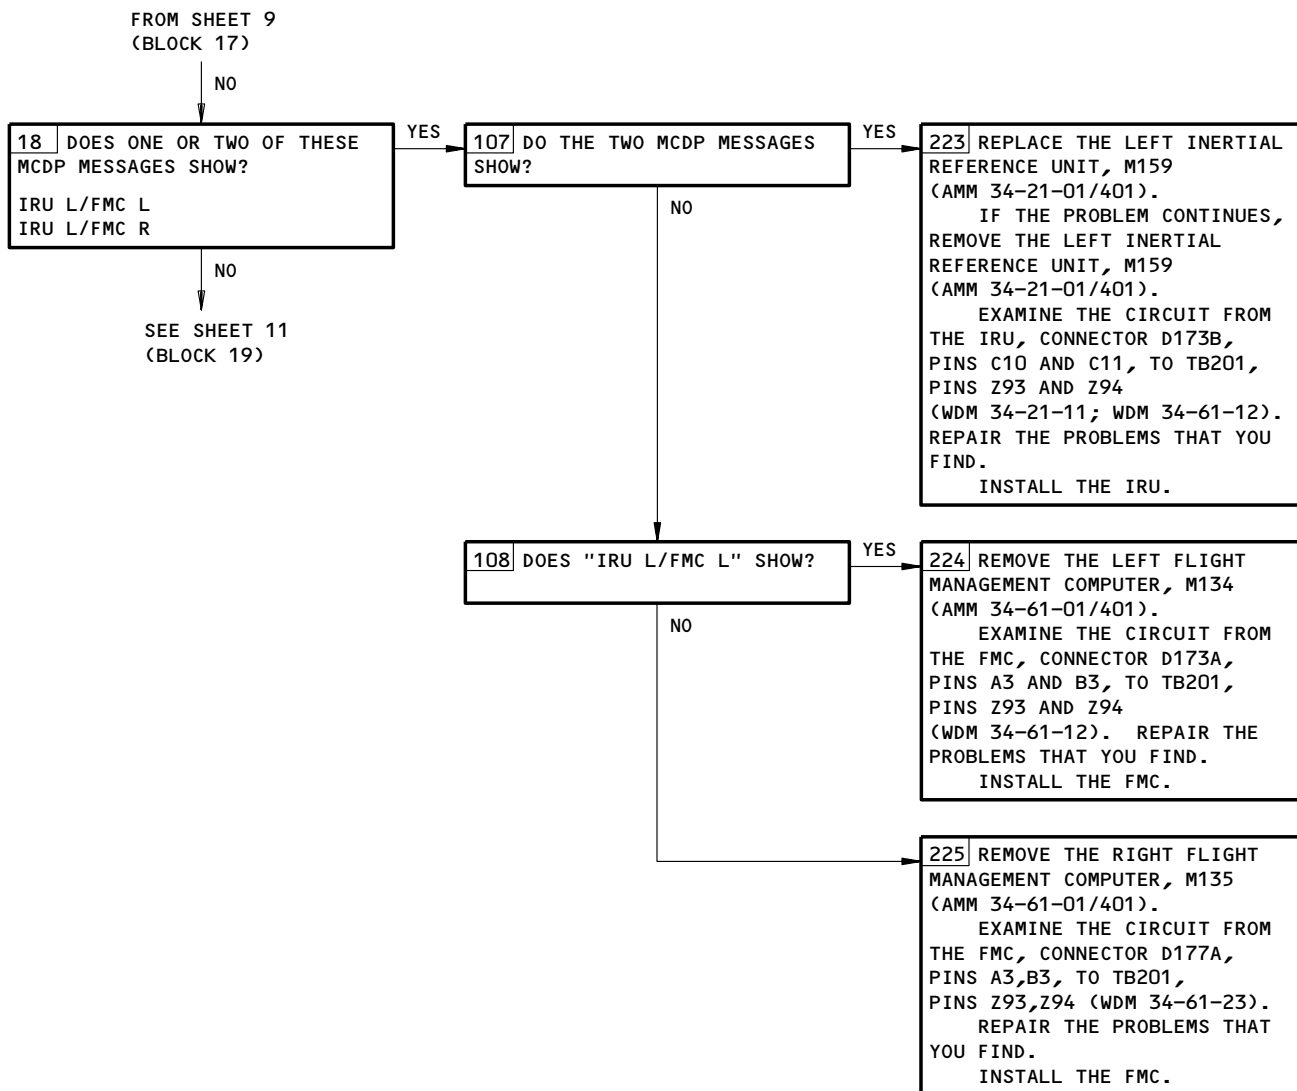 FROM SHEET 9
(BLOCK 17)
NO
18 DOES ONE OR TWO OF THESE
MCDP MESSAGES SHOW?
IRU L/FMC L
IRU L/FMC R
YES
NO
SEE SHEET 11
(BLOCK 19)
107 DO THE TWO MCDP MESSAGES
SHOW?
YES
NO
223 REPLACE THE LEFT INERTIAL
REFERENCE UNIT, M159
(AMM 34-21-01/401).
IF THE PROBLEM CONTINUES,
REMOVE THE LEFT INERTIAL
REFERENCE UNIT, M159
(AMM 34-21-01/401).
EXAMINE THE CIRCUIT FROM
THE IRU, CONNECTOR D173B,
PINS C10 AND C11, TO TB201,
PINS Z93 AND Z94
(WDM 34-21-11; WDM 34-61-12).
REPAIR THE PROBLEMS THAT YOU
FIND.
INSTALL THE IRU.
108 DOES "IRU L/FMC L" SHOW?
YES
NO
224 REMOVE THE LEFT FLIGHT
MANAGEMENT COMPUTER, M134
(AMM 34-61-01/401).
EXAMINE THE CIRCUIT FROM
THE FMC, CONNECTOR D173A,
PINS A3 AND B3, TO TB201,
PINS Z93 AND Z94
(WDM 34-61-12). REPAIR THE
PROBLEMS THAT YOU FIND.
INSTALL THE FMC.
225 REMOVE THE RIGHT FLIGHT
MANAGEMENT COMPUTER, M135
(AMM 34-61-01/401).
EXAMINE THE CIRCUIT FROM
THE FMC, CONNECTOR D177A,
PINS A3,B3, TO TB201,
PINS Z93,Z94 (WDM 34-61-23).
REPAIR THE PROBLEMS THAT
YOU FIND.
INSTALL THE FMC.